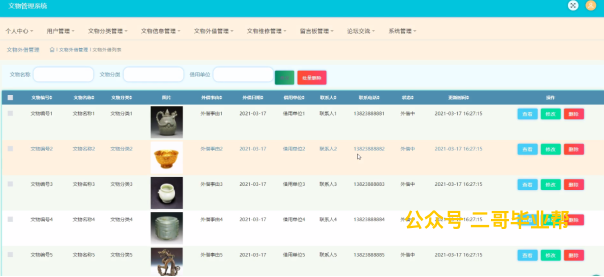 文物管理系统
个人中心 用户管理 文物分类管理 文物信息管理 文物外借管理 文物维修管理 留言板管理 论坛交流 系统管理
文物外借管理 / 文物外借管理 / 文物外借列表
文物名称 文物分类 借用单位 批量删除
文物编号 文物名称 文物分类 图片 外借事由 外借日期 借用单位 联系人 联系电话 状态 更新时间 操作
文物编号1 文物名称1 文物分类1 外借事由1 2021-03-17 借用单位1 联系人1 13823888881 外借中 2021-03-17 16:27:15 查看 修改 删除
文物编号2 文物名称2 文物分类2 外借事由2 2021-03-17 借用单位2 联系人2 13823888882 外借中 2021-03-17 16:27:15 查看 修改 删除
文物编号3 文物名称3 文物分类3 外借事由3 2021-03-17 借用单位3 联系人3 13823888883 外借中 2021-03-17 16:27:15 查看 修改 删除
文物编号4 文物名称4 文物分类4 外借事由4 2021-03-17 借用单位4 联系人4 13823888884 外借中 2021-03-17 16:27:15
公众号 二哥毕业帮
文物编号5 文物名称5 文物分类5 外借事由5 2021-03-17 借用单位5 联系人5 13823888885 外借中 2021-03-17 16:27:15 查看 修改 删除